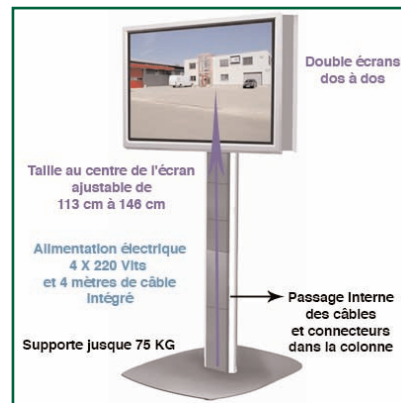 Double écrans
dos à dos
Taille au centre de l'écran
ajustable de
113 cm à 146 cm
Alimentation électrique
4 X 220 Vlts
et 4 mètres de câble
intégré
Passage Interne
des câbles
et connecteurs
dans la colonne
Supporte jusque 75 KG